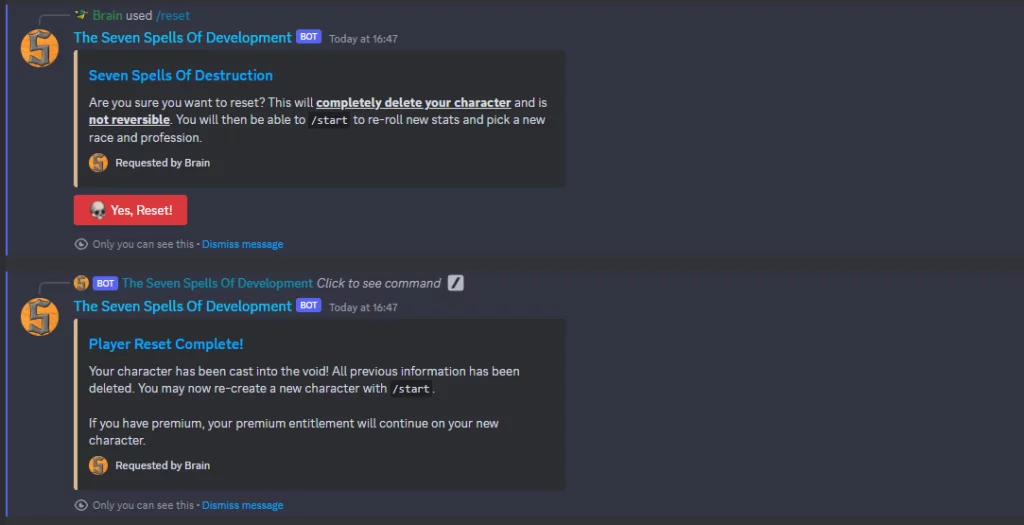 Brain used /reset
The Seven Spells Of Development BOT Today at 16:47
Seven Spells Of Destruction
Are you sure you want to reset? This will completely delete your character and is
not reversible. You will then be able to /start to re-roll new stats and pick a new
race and profession.
Requested by Brain
Yes, Reset!
Only you can see this • Dismiss message
BOT The Seven Spells Of Development Click to see command /
The Seven Spells Of Development BOT Today at 16:47
Player Reset Complete!
Your character has been cast into the void! All previous information has been
deleted. You may now re-create a new character with /start.
If you have premium, your premium entitlement will continue on your new
character.
Requested by Brain
Only you can see this • Dismiss message